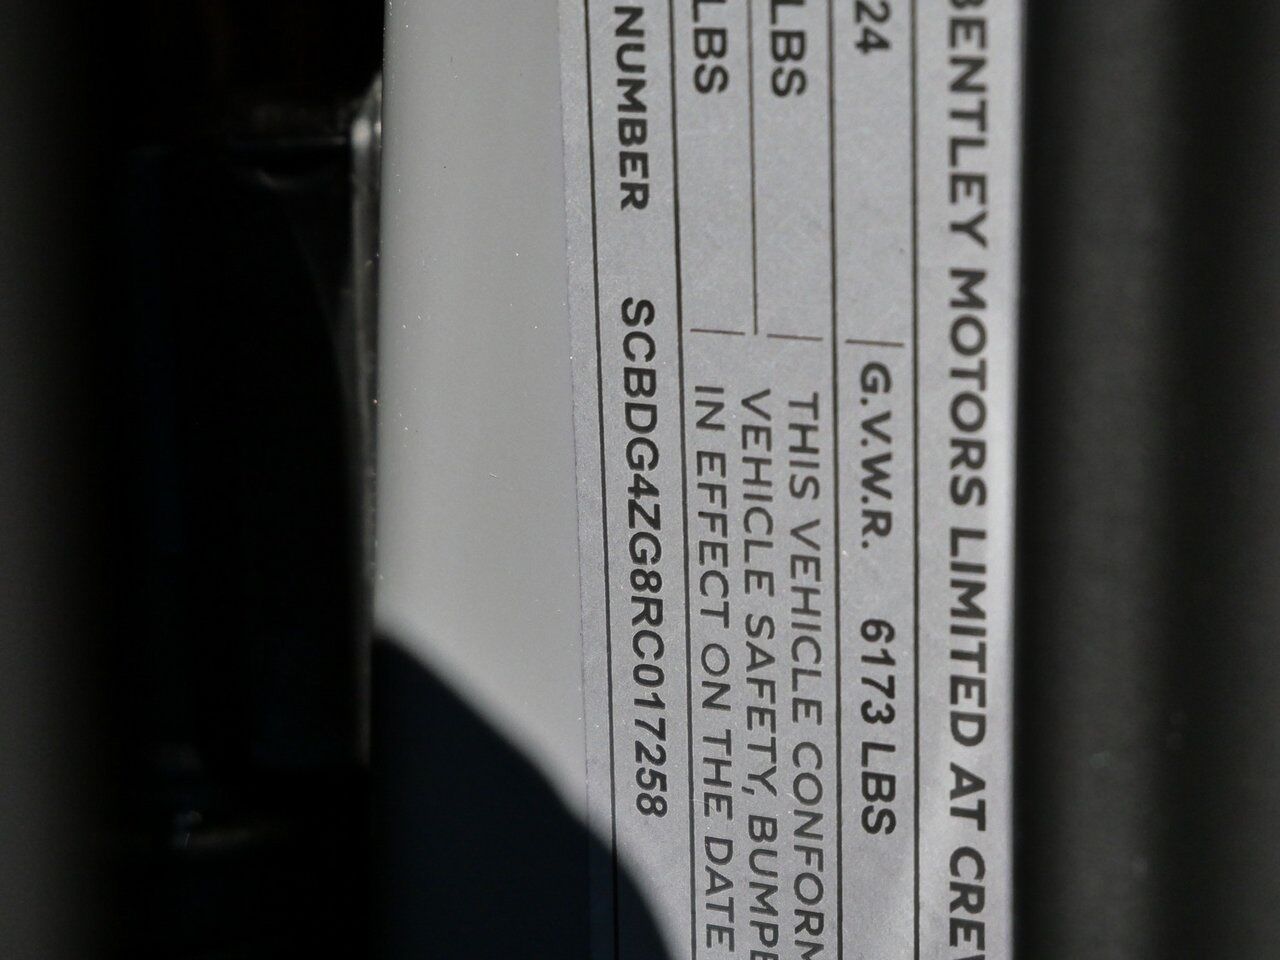 BENTLEY MOTORS LIMITED AT CREW
24 G.V.W.R. 6173 LBS
LBS THIS VEHICLE CONFORM
VEHICLE SAFETY, BUMPE
LBS IN EFFECT ON THE DATE
NUMBER SCBDG4ZG8RC017258